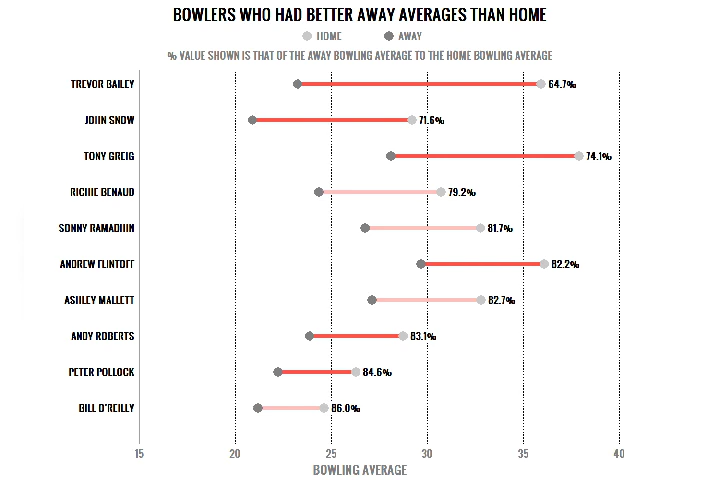 BOWLERS WHO HAD BETTER AWAY AVERAGES THAN HOME
HOME AWAY
% VALUE SHOWN IS THAT OF THE AWAY BOWLING AVERAGE TO THE HOME BOWLING AVERAGE
TREVOR BAILEY 64.7%
JOHN SNOW 71.6%
TONY GREIG 74.1%
RICHIE BENAUD 79.2%
SONNY RAMADHIN 81.7%
ANDREW FLINTOFF 82.2%
ASHLEY MALLETT 82.7%
ANDY ROBERTS 83.1%
PETER POLLOCK 84.6%
BILL O'REILLY 86.0%
15 20 25 30 35 40
BOWLING AVERAGE